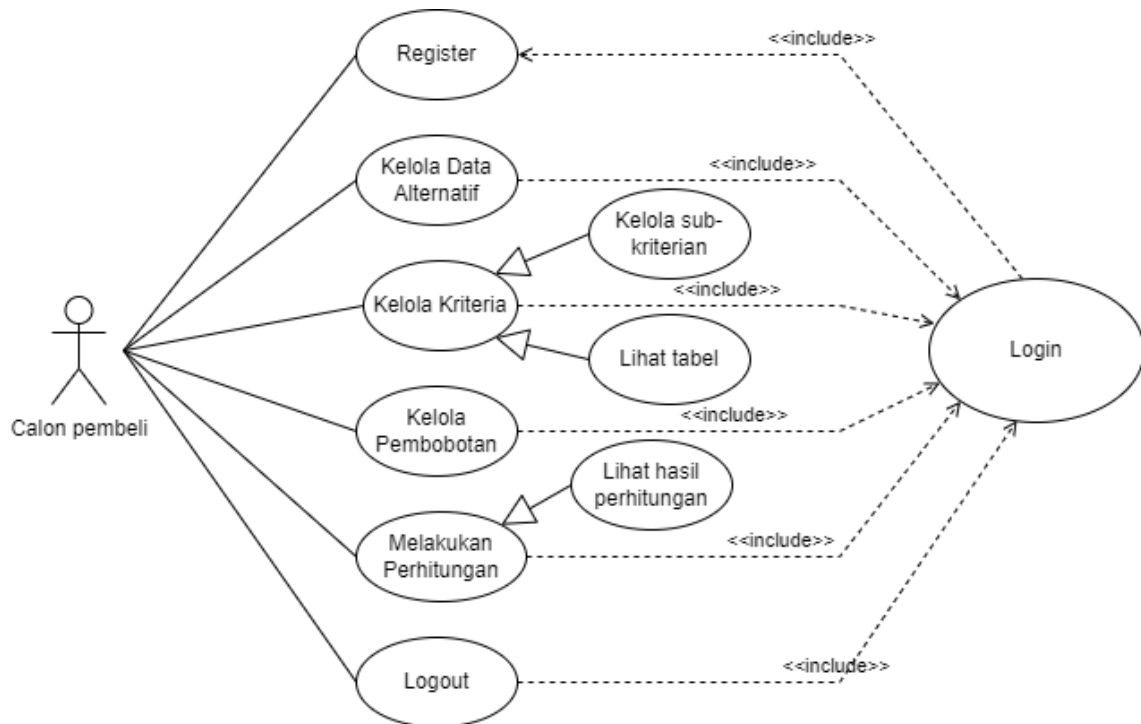 Register
<<include>>
Kelola Data
Alternatif
<<include>>
Kelola sub-
kriterian
Kelola Kriteria
<<include>>
Login
Lihat tabel
Calon pembeli
Kelola
Pembobotan
<<include>>
Lihat hasil
perhitungan
Melakukan
Perhitungan
<<include>>
Logout
<<include>>